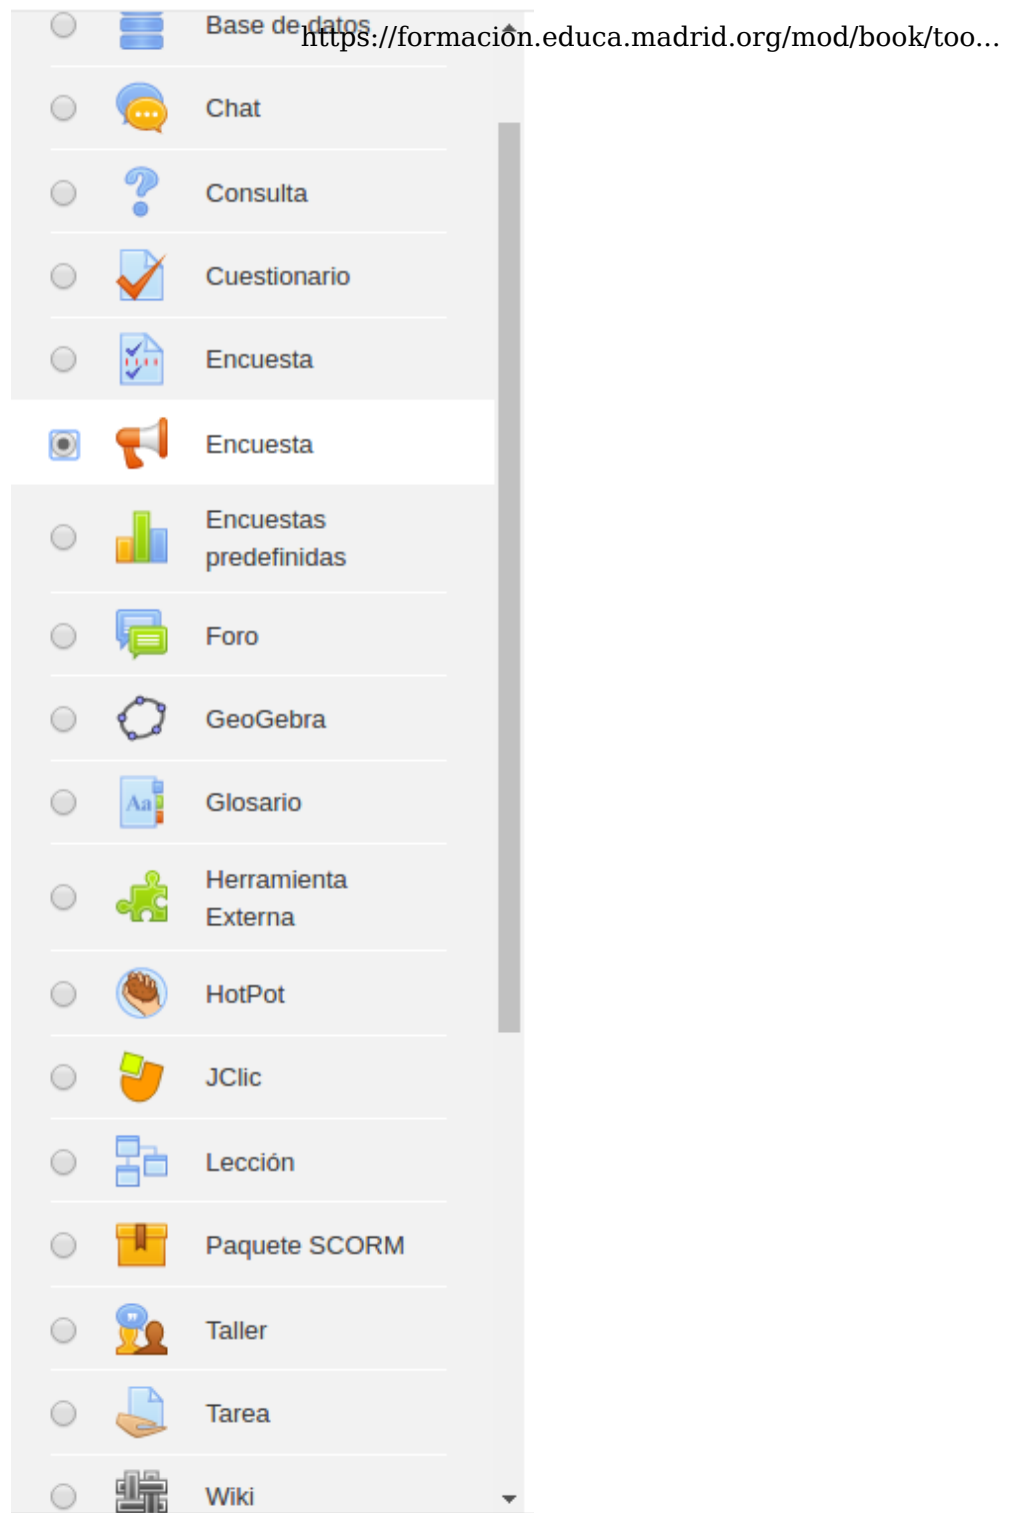 Base de datos
https://formación.educa.madrid.org/mod/book/too...
Chat
Consulta
Cuestionario
Encuesta
Encuesta
Encuestas
predefinidas
Foro
GeoGebra
Aa
Glosario
Herramienta
Externa
HotPot
JClic
Lección
Paquete SCORM
Taller
Tarea
Wiki